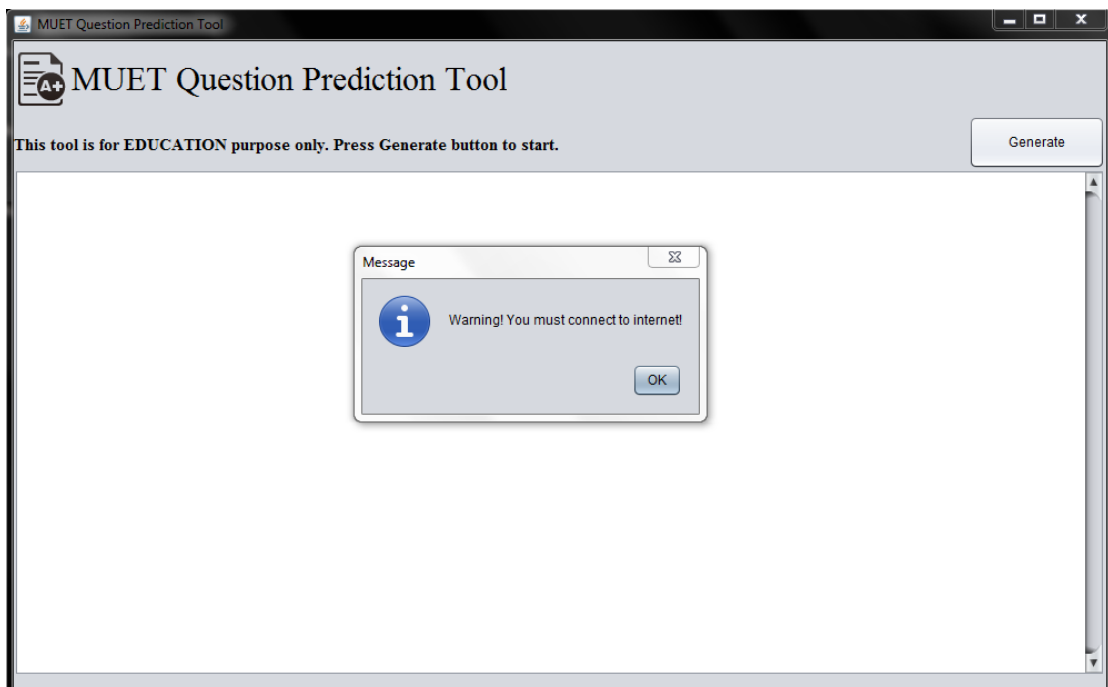 MUET Question Prediction Tool
A+
MUET Question Prediction Tool
This tool is for EDUCATION purpose only. Press Generate button to start.
Generate
Message
Warning! You must connect to internet!
OK